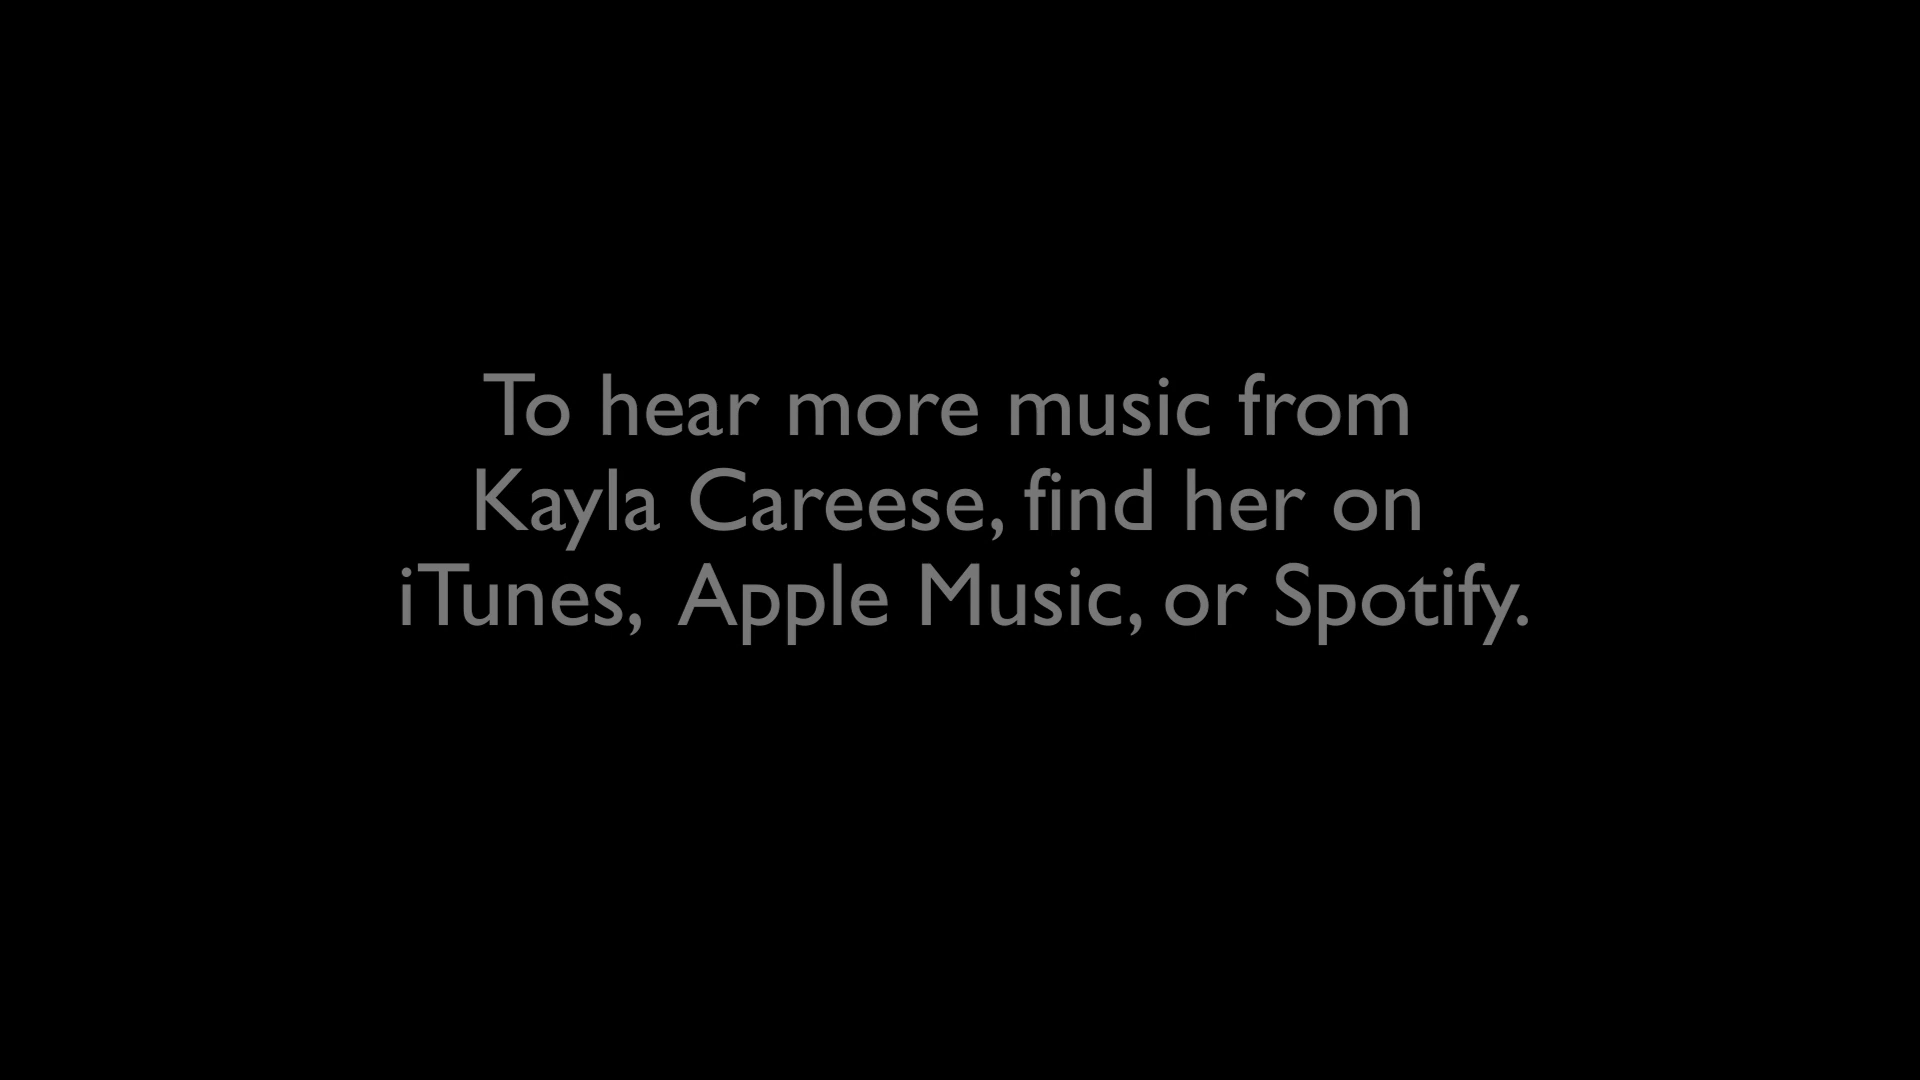 To hear more music from
Kayla Careese, find her on
iTunes,  Apple Music, or Spotify.